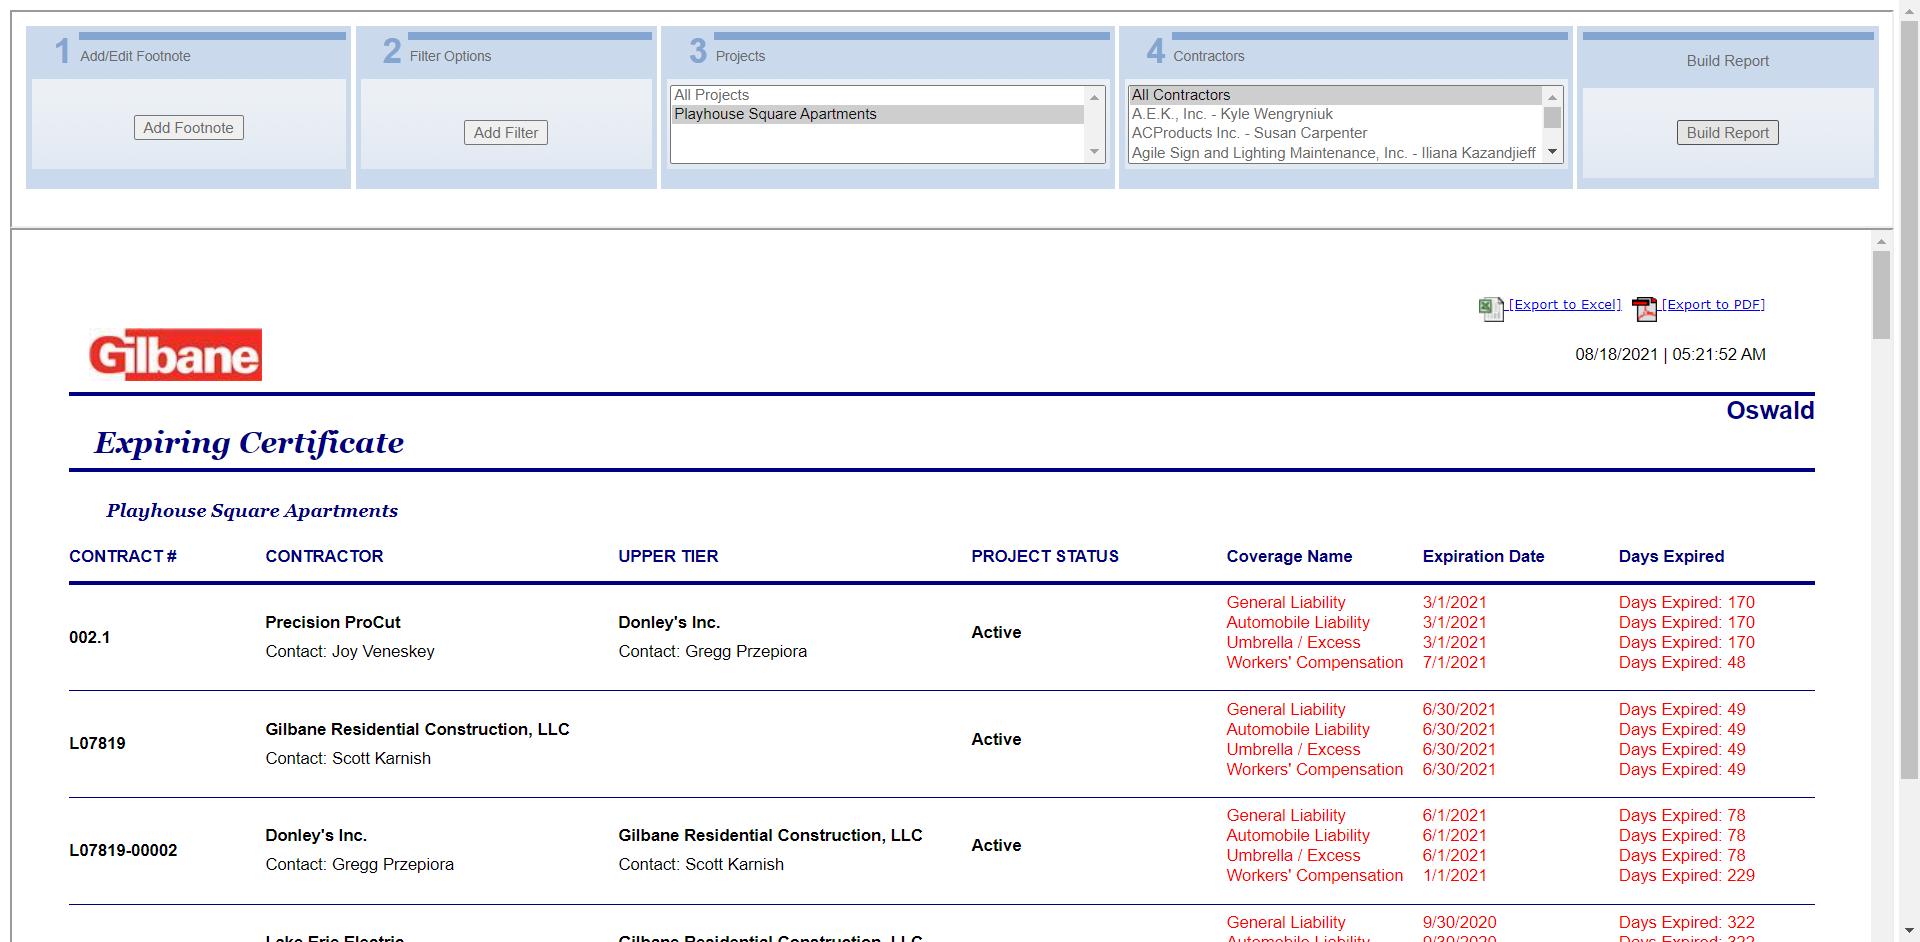 1 Add/Edit Footnote
Add Footnote
2 Filter Options
Add Filter
3 Projects
All Projects
Playhouse Square Apartments
4 Contractors
All Contractors
A.E.K., Inc. - Kyle Wengryniuk
ACProducts Inc. - Susan Carpenter
Agile Sign and Lighting Maintenance, Inc. - Iliana Kazandjieff
Build Report
Build Report
[Export to Excel] [Export to PDF]
Gilbane
08/18/2021 | 05:21:52 AM
Oswald
Expiring Certificate
Playhouse Square Apartments
CONTRACT # CONTRACTOR UPPER TIER PROJECT STATUS Coverage Name Expiration Date Days Expired
002.1
Precision ProCut
Contact: Joy Veneskey
Donley's Inc.
Contact: Gregg Przepiora
Active
General Liability 3/1/2021 Days Expired: 170
Automobile Liability 3/1/2021 Days Expired: 170
Umbrella / Excess 3/1/2021 Days Expired: 170
Workers' Compensation 7/1/2021 Days Expired: 48
L07819
Gilbane Residential Construction, LLC
Contact: Scott Karnish
Active
General Liability 6/30/2021 Days Expired: 49
Automobile Liability 6/30/2021 Days Expired: 49
Umbrella / Excess 6/30/2021 Days Expired: 49
Workers' Compensation 6/30/2021 Days Expired: 49
L07819-00002
Donley's Inc.
Contact: Gregg Przepiora
Gilbane Residential Construction, LLC
Contact: Scott Karnish
Active
General Liability 6/1/2021 Days Expired: 78
Automobile Liability 6/1/2021 Days Expired: 78
Umbrella / Excess 6/1/2021 Days Expired: 78
Workers' Compensation 1/1/2021 Days Expired: 229
Lake Erie Electric
Gilbane Residential Construction, LLC
General Liability 9/30/2020 Days Expired: 322
Automobile Liability 9/30/2020 Days Expired: 322